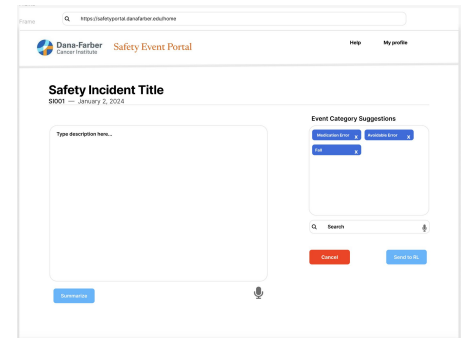 Frame
https://safetyportal.danafarber.edu/home
Dana-Farber
Cancer Institute
Safety Event Portal
Help
My profile
Safety Incident Title
SI001 — January 2, 2024
Event Category Suggestions
Type description here...
Medication Error x
Avoidable Error x
Fall x
Search
Cancel
Send to RL
Summarize